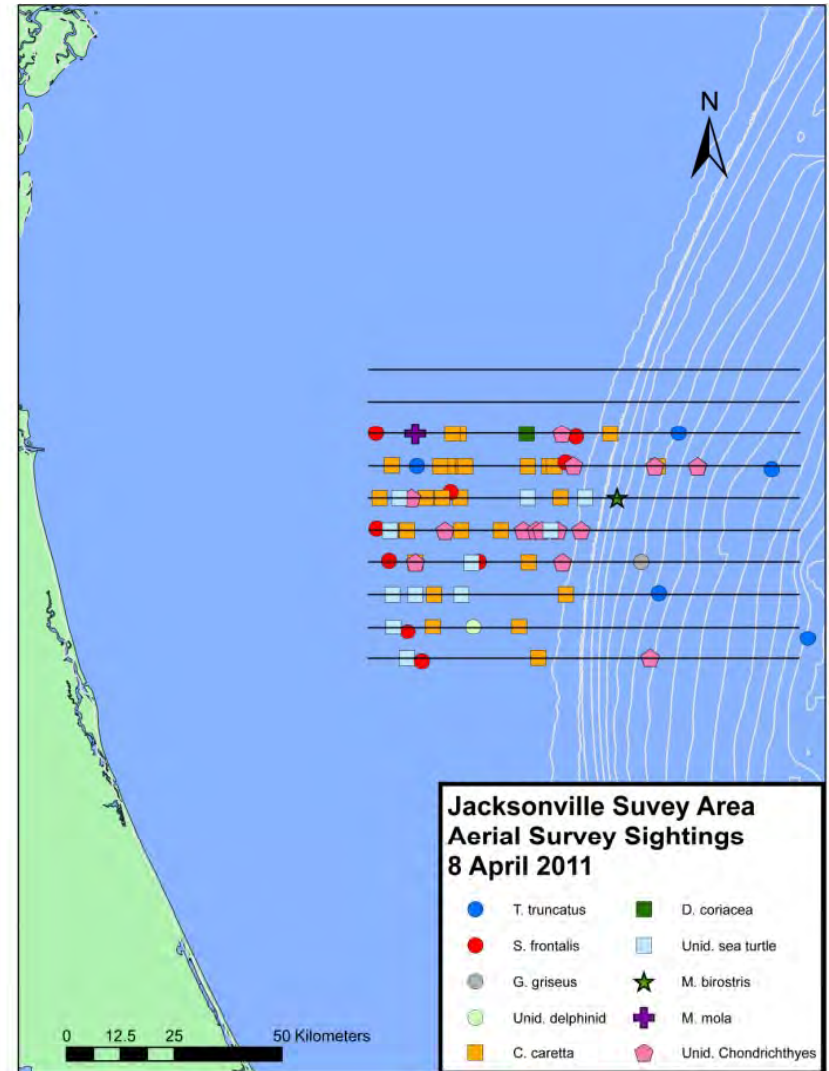 N
Jacksonville Suvey Area
Aerial Survey Sightings
8 April 2011
T. truncatus
D. coriacea
S. frontalis
Unid. sea turtle
G. griseus
M. birostris
Unid. delphinid
M. mola
C. caretta
Unid. Chondrichthyes
0 12.5 25 50 Kilometers